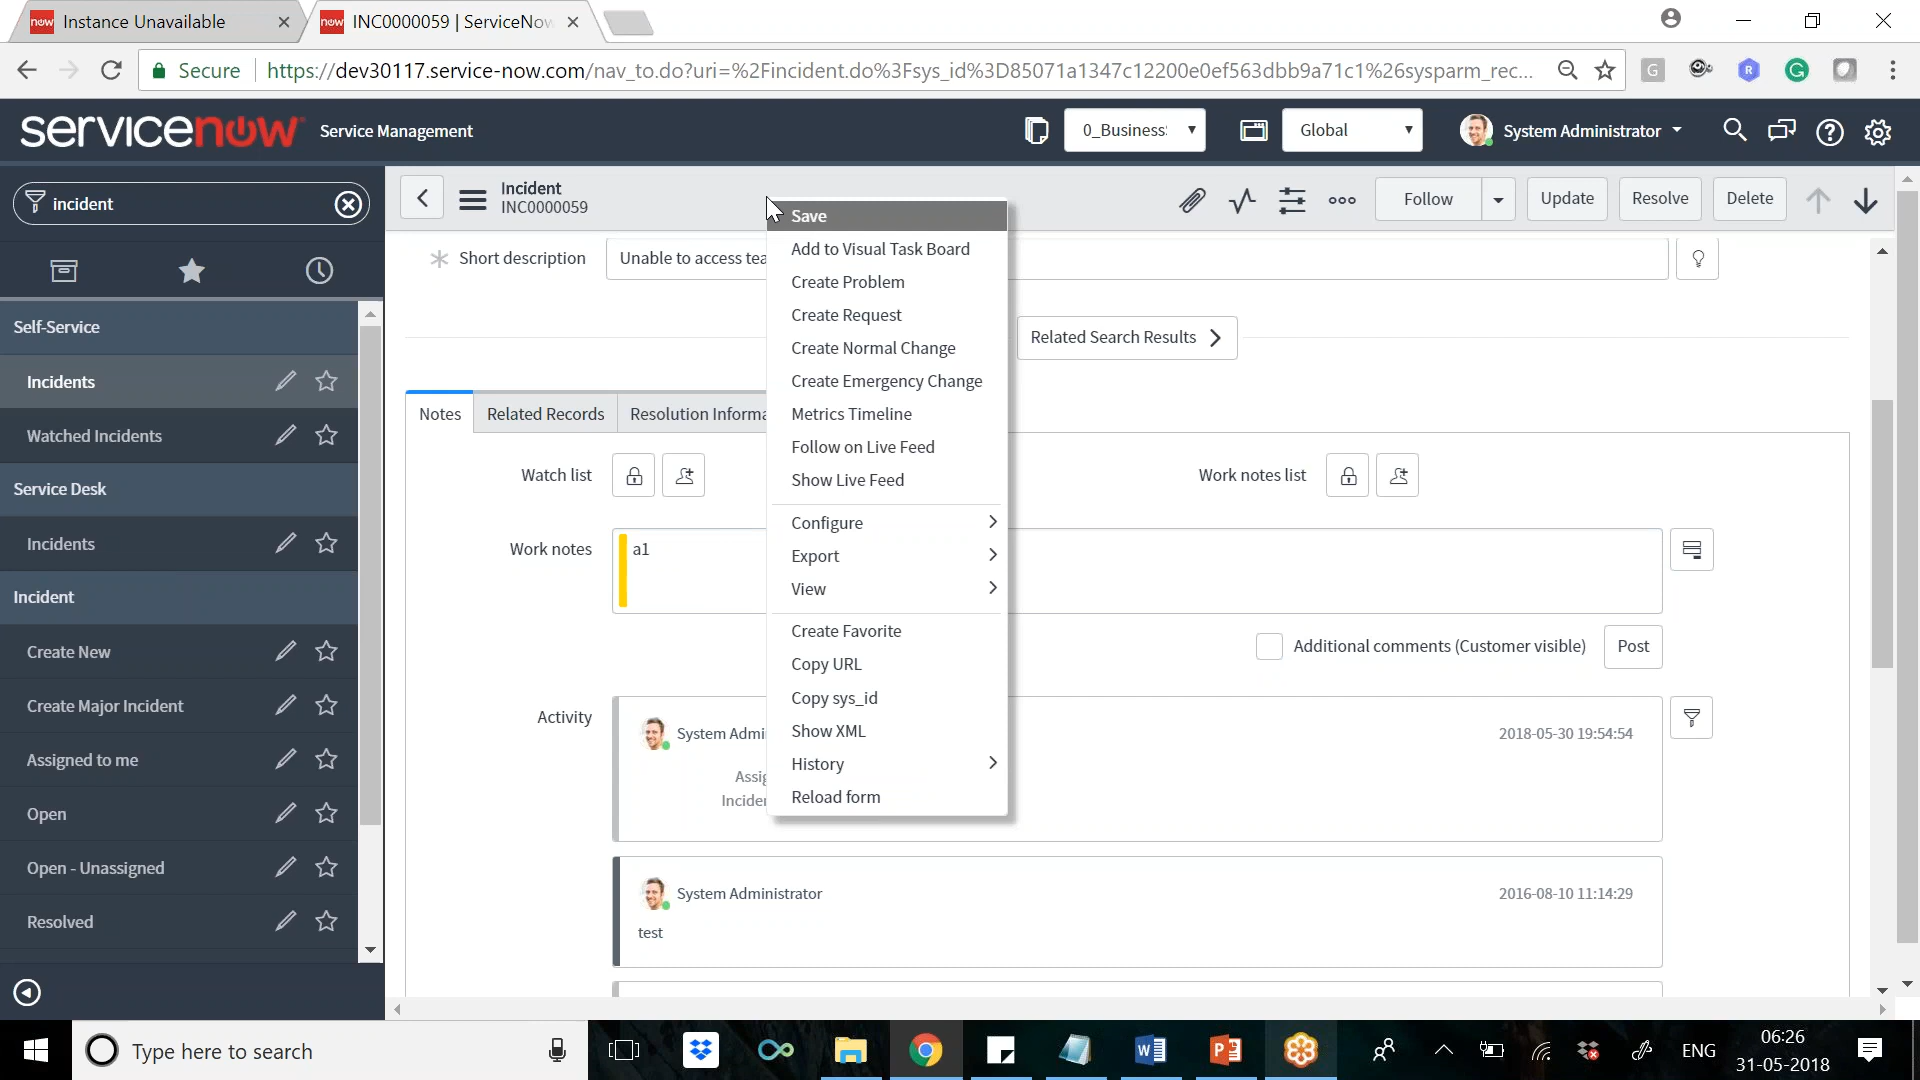 Instance Unavailable
INC0000059 | ServiceNow
Secure https://dev30117.service-now.com/nav_to.do?uri=%2Fincident.do%3Fsys_id%3D85071a1347c12200e0ef563dbb9a71c1%26sysparm_rec...
servicenow Service Management
0_Business
Global
System Administrator
incident
Incident
INC0000059
Follow
Update
Resolve
Delete
Self-Service
Incidents
Watched Incidents
Service Desk
Incidents
Incident
Create New
Create Major Incident
Assigned to me
Open
Open - Unassigned
Resolved
Short description
Unable to access tea
Related Search Results
Notes
Related Records
Resolution Informa
Watch list
Work notes list
Work notes
a1
Additional comments (Customer visible)
Post
Activity
System Admi
2018-05-30 19:54:54
Assig
Inciden
System Administrator
2016-08-10 11:14:29
test
Save
Add to Visual Task Board
Create Problem
Create Request
Create Normal Change
Create Emergency Change
Metrics Timeline
Follow on Live Feed
Show Live Feed
Configure
Export
View
Create Favorite
Copy URL
Copy sys_id
Show XML
History
Reload form
Type here to search
ENG
06:26
31-05-2018